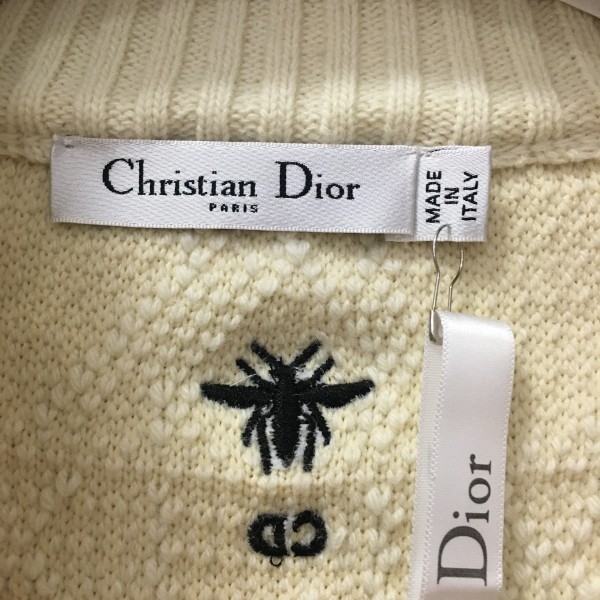 Christian Dior
PARIS
MADE
IN
ITALY
Dior
CD